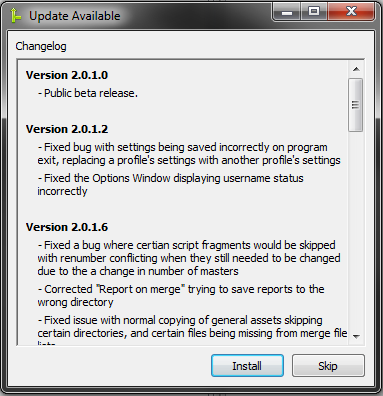 Update Available
Changelog
Version 2.0.1.0
- Public beta release.
Version 2.0.1.2
- Fixed bug with settings being saved incorrectly on program
exit, replacing a profile's settings with another profile's settings
- Fixed the Options Window displaying username status
incorrectly
Version 2.0.1.6
- Fixed a bug where certian script fragments would be skipped
with renumber conflicting when they still needed to be changed
due to the a change in number of masters
- Corrected "Report on merge" trying to save reports to the
wrong directory
- Fixed issue with normal copying of general assets skipping
certain directories, and certain files being missing from merge file
lists
Install
Skip